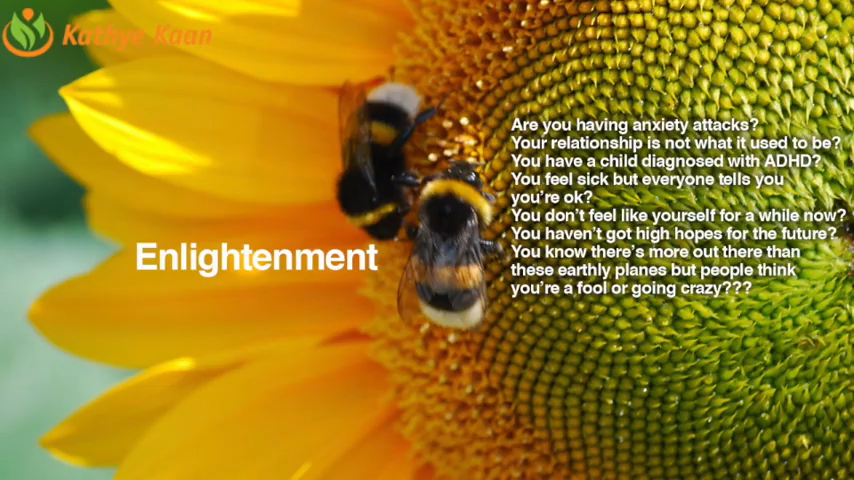 Kathye Kaan
Enlightenment
Are you having anxiety attacks?
Your relationship is not what it used to be?
You have a child diagnosed with ADHD?
You feel sick but everyone tells you
you're ok?
You don't feel like yourself for a while now?
You haven't got high hopes for the future?
You know there's more out there than
these earthly planes but people think
you're a fool or going crazy???